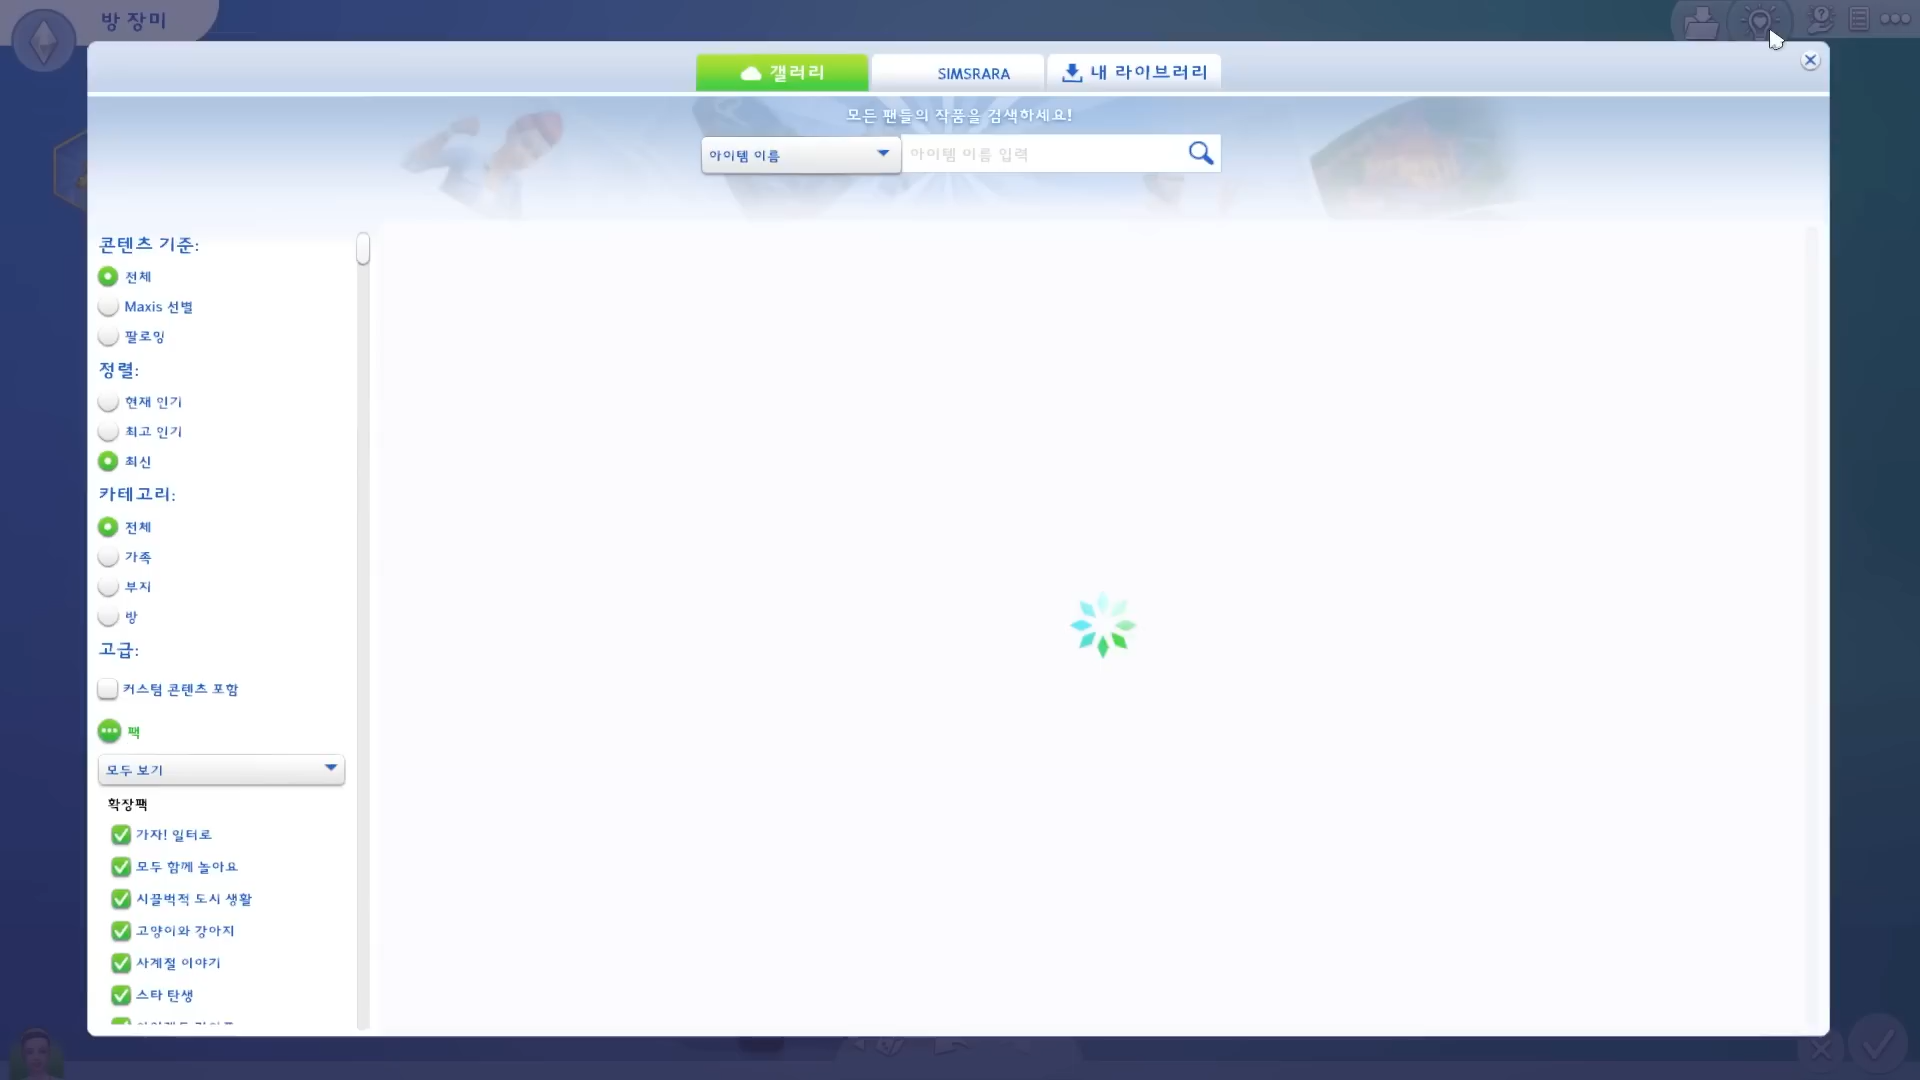 방 장미
갤러리
SIMSRARA
내 라이브러리
모든 팬들의 작품을 검색하세요!
아이템 이름
아이템 이름 입력
콘텐츠 기준:
전체
Maxis 선별
팔로잉
정렬:
현재 인기
최고 인기
최신
카테고리:
전체
가족
부지
방
고급:
커스텀 콘텐츠 포함
팩
모두 보기
확장팩
가자! 일터로
모두 함께 놀아요
시끌벅적 도시 생활
고양이와 강아지
사계절 이야기
스타 탄생